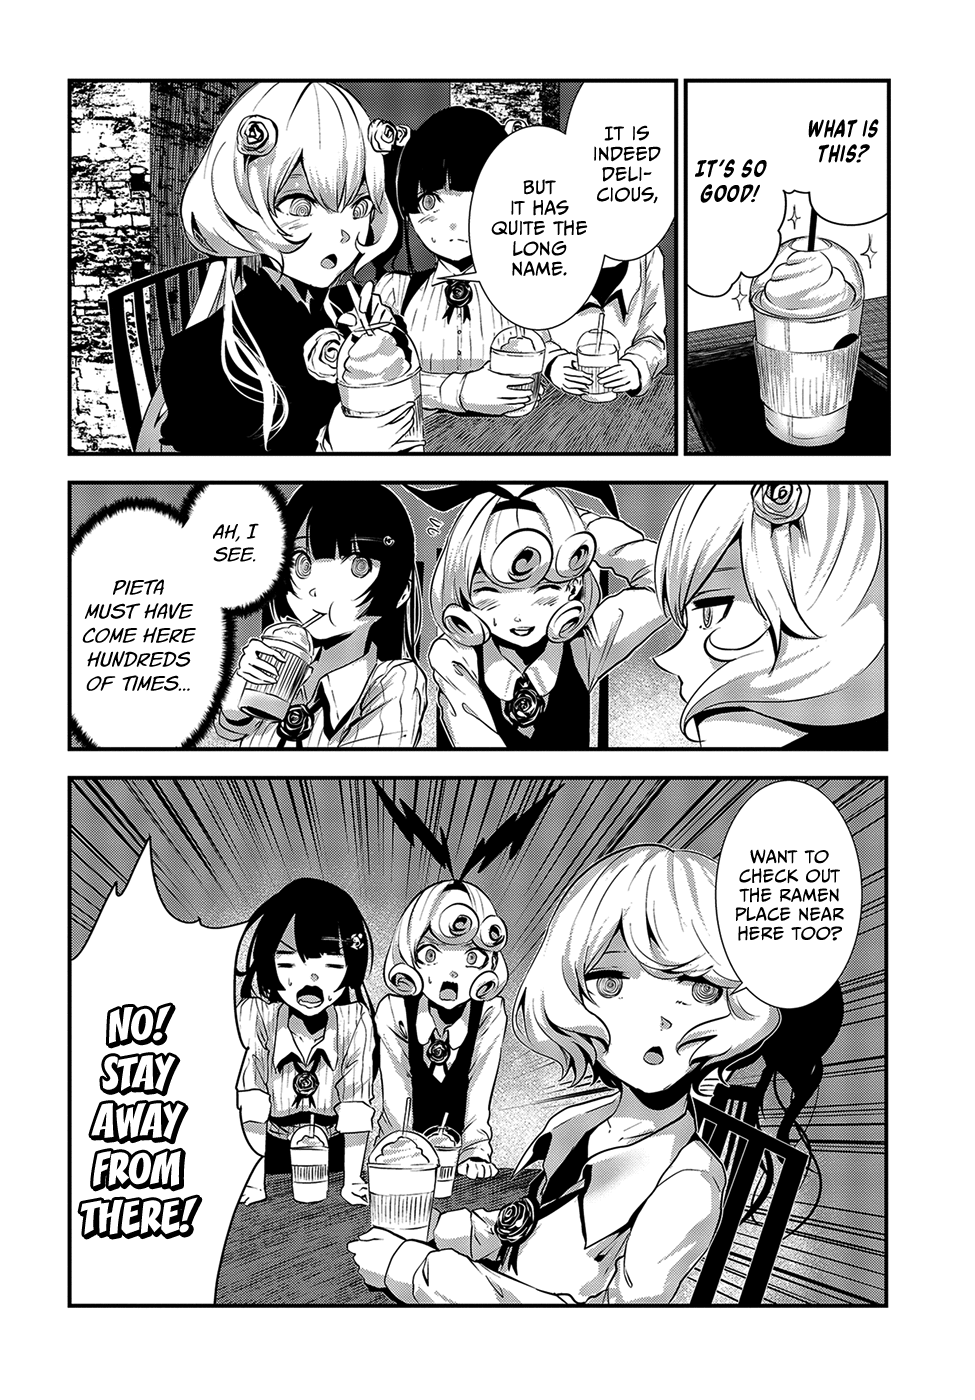 WHAT IS
THIS?
IT'S SO
GOOD!
IT IS
INDEED
DELI-
CIOUS,
BUT
IT HAS
QUITE THE
LONG
NAME.
AH, I
SEE.
PIETA
MUST HAVE
COME HERE
HUNDREDS
OF TIMES...
WANT TO
CHECK OUT
THE RAMEN
PLACE NEAR
HERE TOO?
NO!
STAY
AWAY
FROM
THERE!